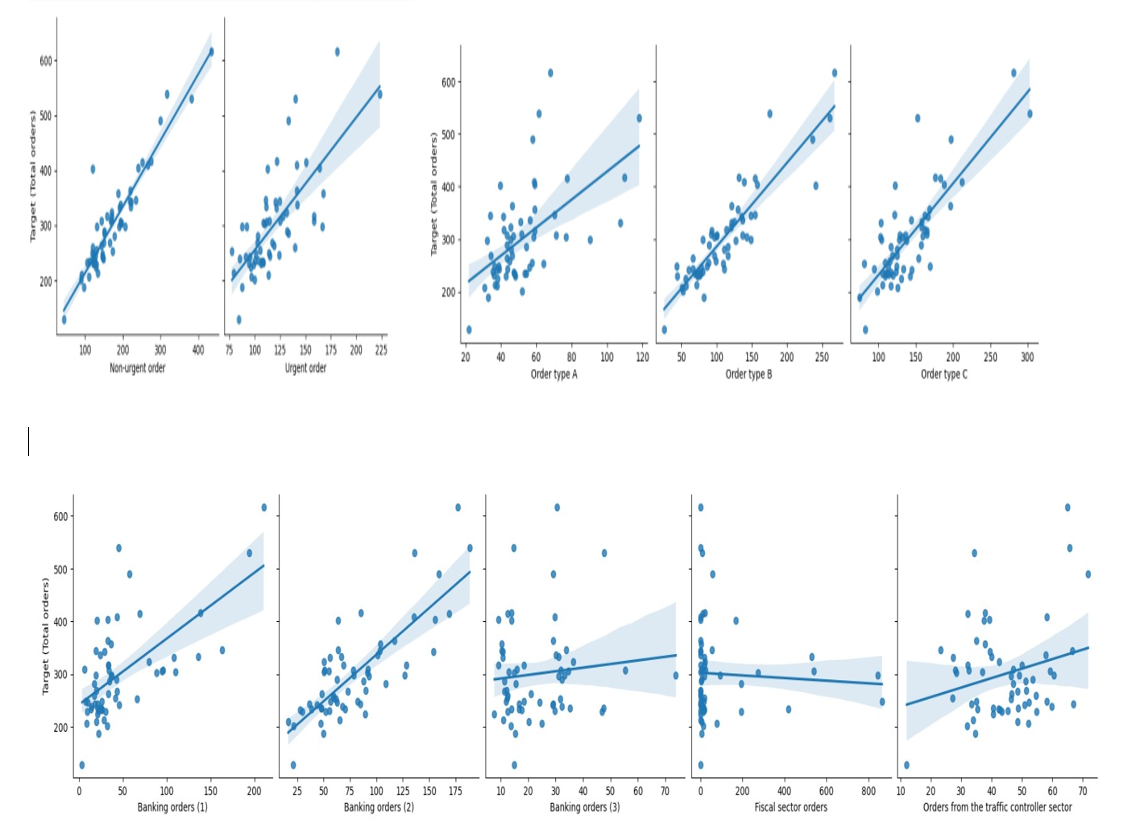 Target (Total orders)
600
500
400
300
200
100 200 300 400
Non-urgent order
75 100 125 150 175 200 225
Urgent order
Target (Total orders)
600
500
400
300
200
20 40 60 80 100 120
Order type A
50 100 150 200 250
Order type B
100 150 200 250 300
Order type C
Target (Total orders)
600
500
400
300
200
0 50 100 150 200
Banking orders (1)
25 50 75 100 125 150 175
Banking orders (2)
10 20 30 40 50 60 70
Banking orders (3)
0 200 400 600 800
Fiscal sector orders
10 20 30 40 50 60 70
Orders from the traffic controller sector